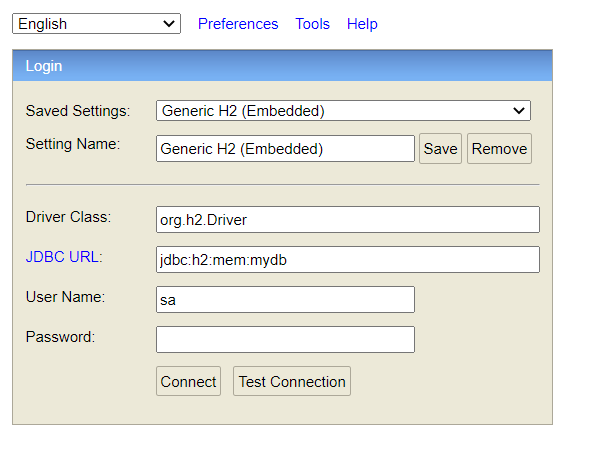 English Preferences Tools Help
Login
Saved Settings: Generic H2 (Embedded)
Setting Name: Generic H2 (Embedded) Save Remove
Driver Class: org.h2.Driver
JDBC URL: jdbc:h2:mem:mydb
User Name: sa
Password:
Connect Test Connection